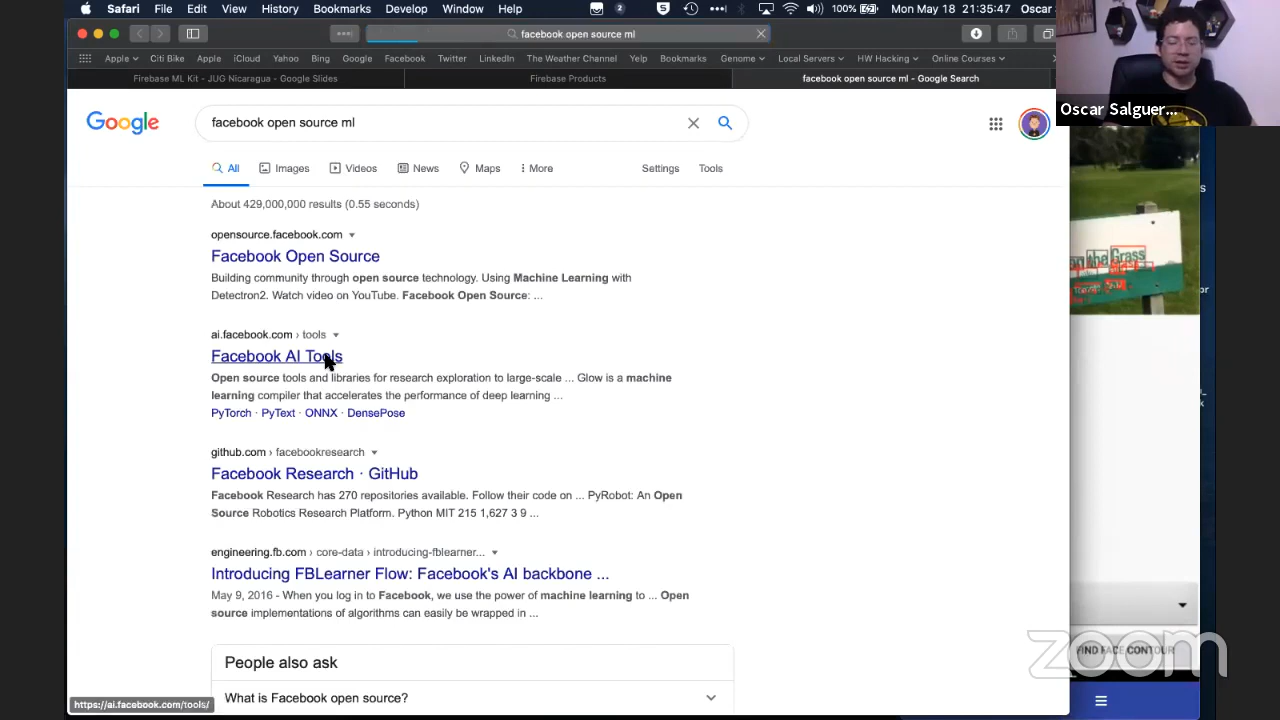 Safari File Edit View History Bookmarks Develop Window Help 2 S 100% Mon May 18 21:35:47 Oscar
facebook open source ml
Apple Citi Bike Apple iCloud Yahoo Bing Google Facebook Twitter LinkedIn The Weather Channel Yelp Bookmarks Genome Local Servers HW Hacking Online Courses
Firebase ML Kit - JUG Nicaragua - Google Slides Firebase Products facebook open source ml - Google Search
Oscar Salguer...
Google facebook open source ml
All Images Videos News Maps More Settings Tools
About 429,000,000 results (0.55 seconds)
opensource.facebook.com
Facebook Open Source
Building community through open source technology. Using Machine Learning with
Detectron2. Watch video on YouTube. Facebook Open Source: ...
ai.facebook.com › tools
Facebook AI Tools
Open source tools and libraries for research exploration to large-scale ... Glow is a machine
learning compiler that accelerates the performance of deep learning ...
PyTorch · PyText · ONNX · DensePose
github.com › facebookresearch
Facebook Research · GitHub
Facebook Research has 270 repositories available. Follow their code on ... PyRobot: An Open
Source Robotics Research Platform. Python MIT 215 1,627 3 9 ...
engineering.fb.com › core-data › introducing-fblearner...
Introducing FBLearner Flow: Facebook's AI backbone ...
May 9, 2016 - When you log in to Facebook, we use the power of machine learning to ... Open
source implementations of algorithms can easily be wrapped in ...
People also ask
What is Facebook open source?
https://ai.facebook.com/tools/
the Grass
FIND FACE CONTOUR
zoom